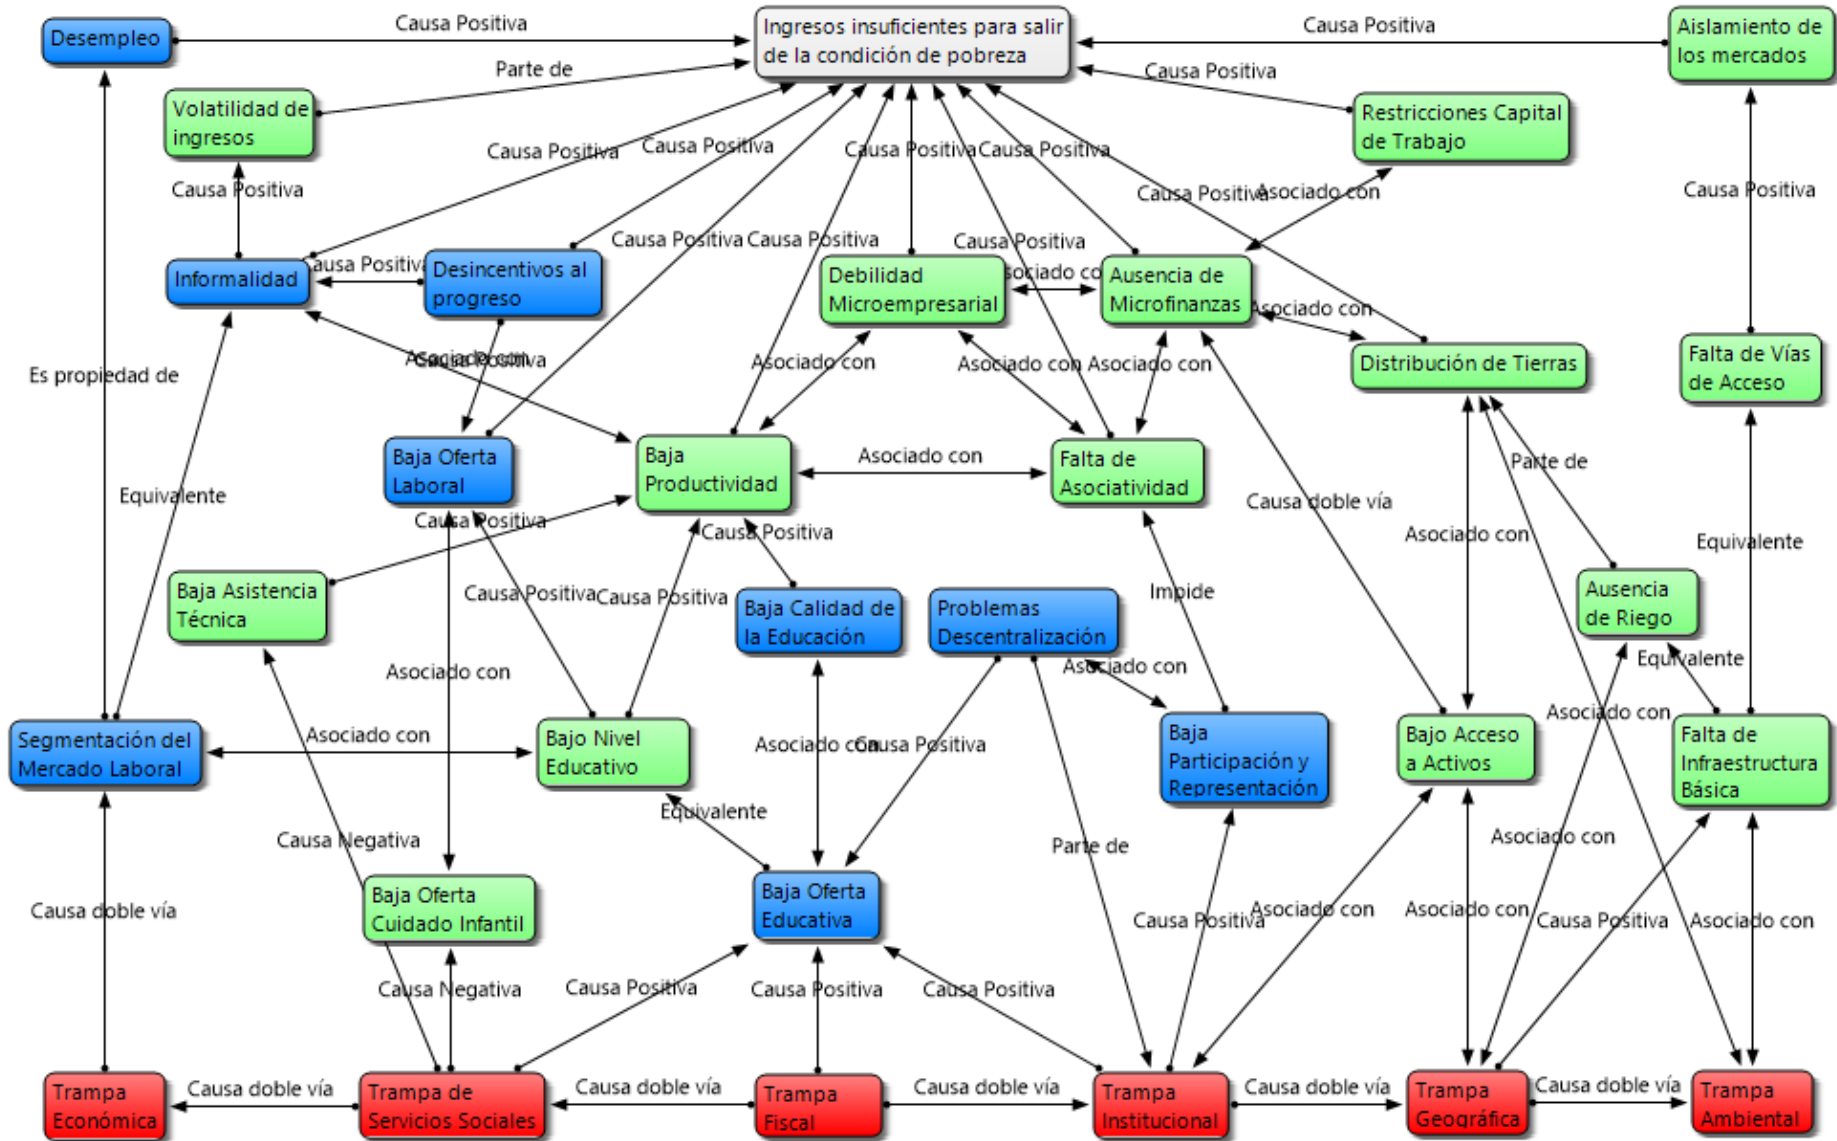 Desempleo
Causa Positiva
Ingresos insuficientes para salir
de la condición de pobreza
Causa Positiva
Aislamiento de
los mercados
Parte de
Causa Positiva
Volatilidad de
ingresos
Restricciones Capital
de Trabajo
Causa Positiva
Causa Positiva
Causa Positiva
Causa Positiva
Causa Positiva
Causa Positiva
Asociado con
Causa Positiva
Causa Positiva
Causa Positiva
Causa Positiva
Causa Positiva
Informalidad
Causa Positiva
Desincentivos al
progreso
Debilidad
Microempresarial
Asociado con
Ausencia de
Microfinanzas
Asociado con
Distribución de Tierras
Falta de Vías
de Acceso
Es propiedad de
Asociado con
Causa Positiva
Asociado con
Asociado con
Asociado con
Baja Oferta
Laboral
Baja
Productividad
Asociado con
Falta de
Asociatividad
Parte de
Equivalente
Causa doble vía
Causa Positiva
Causa Positiva
Asociado con
Equivalente
Baja Asistencia
Técnica
Causa Positiva
Causa Positiva
Baja Calidad de
la Educación
Problemas
Descentralización
Impide
Ausencia
de Riego
Asociado con
Asociado con
Equivalente
Segmentación del
Mercado Laboral
Asociado con
Bajo Nivel
Educativo
Asociado con
Causa Positiva
Baja
Participación y
Representación
Bajo Acceso
a Activos
Asociado con
Falta de
Infraestructura
Básica
Equivalente
Causa Negativa
Parte de
Asociado con
Baja Oferta
Cuidado Infantil
Baja Oferta
Educativa
Causa doble vía
Causa Positiva
Asociado con
Asociado con
Causa Positiva
Asociado con
Causa Negativa
Causa Positiva
Causa Positiva
Causa Positiva
Trampa
Económica
Causa doble vía
Trampa de
Servicios Sociales
Causa doble vía
Trampa
Fiscal
Causa doble vía
Trampa
Institucional
Causa doble vía
Trampa
Geográfica
Causa doble vía
Trampa
Ambiental